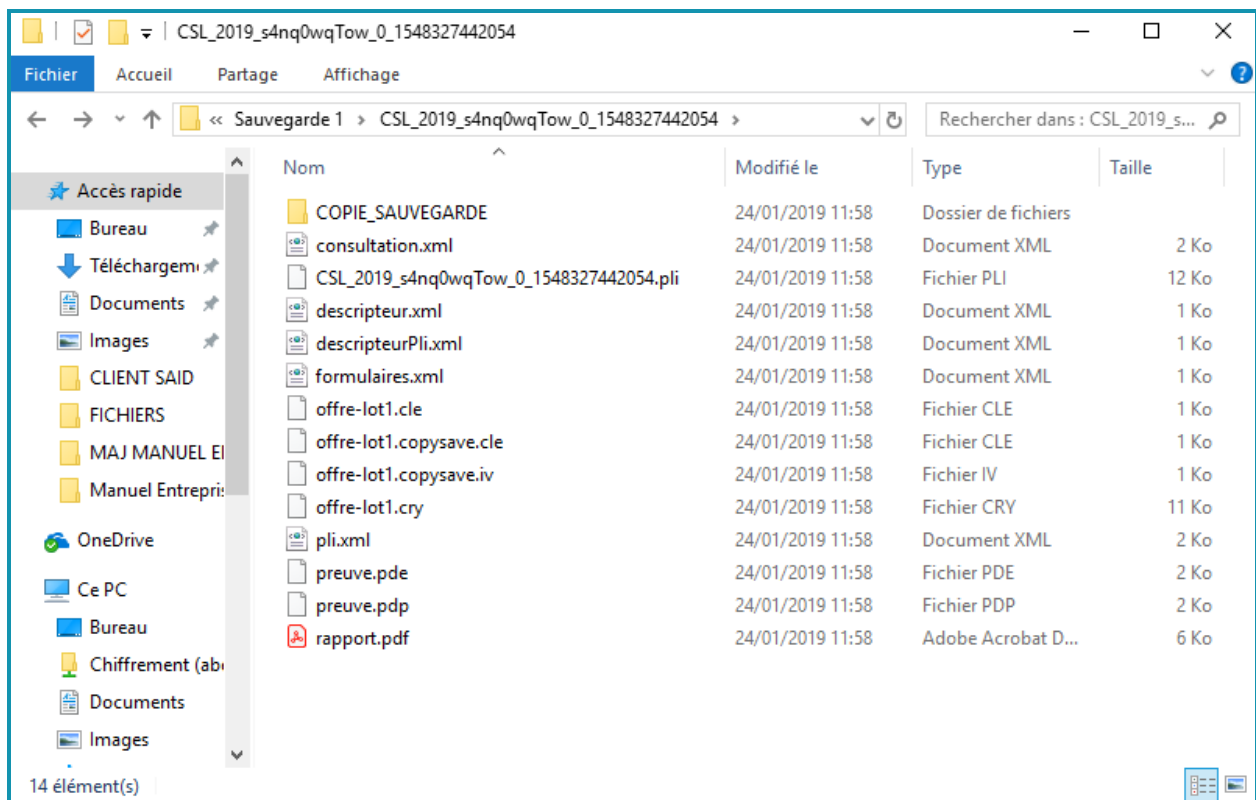 CSL_2019_s4nq0wqTow_0_1548327442054
Fichier Accueil Partage Affichage
« Sauvegarde 1 > CSL_2019_s4nq0wqTow_0_1548327442054 > Rechercher dans : CSL_2019_s...
Nom Modifié le Type Taille
Accès rapide
Bureau
Téléchargem
Documents
Images
CLIENT SAID
FICHIERS
MAJ MANUEL EI
Manuel Entrepri
OneDrive
Ce PC
Bureau
Chiffrement (ab
Documents
Images
COPIE_SAUVEGARDE 24/01/2019 11:58 Dossier de fichiers
consultation.xml 24/01/2019 11:58 Document XML 2 Ko
CSL_2019_s4nq0wqTow_0_1548327442054.pli 24/01/2019 11:58 Fichier PLI 12 Ko
descripteur.xml 24/01/2019 11:58 Document XML 1 Ko
descripteurPli.xml 24/01/2019 11:58 Document XML 1 Ko
formulaires.xml 24/01/2019 11:58 Document XML 1 Ko
offre-lot1.cle 24/01/2019 11:58 Fichier CLE 1 Ko
offre-lot1.copysave.cle 24/01/2019 11:58 Fichier CLE 1 Ko
offre-lot1.copysave.iv 24/01/2019 11:58 Fichier IV 1 Ko
offre-lot1.cry 24/01/2019 11:58 Fichier CRY 11 Ko
pli.xml 24/01/2019 11:58 Document XML 2 Ko
preuve.pde 24/01/2019 11:58 Fichier PDE 2 Ko
preuve.pdp 24/01/2019 11:58 Fichier PDP 2 Ko
rapport.pdf 24/01/2019 11:58 Adobe Acrobat D... 6 Ko
14 élément(s)